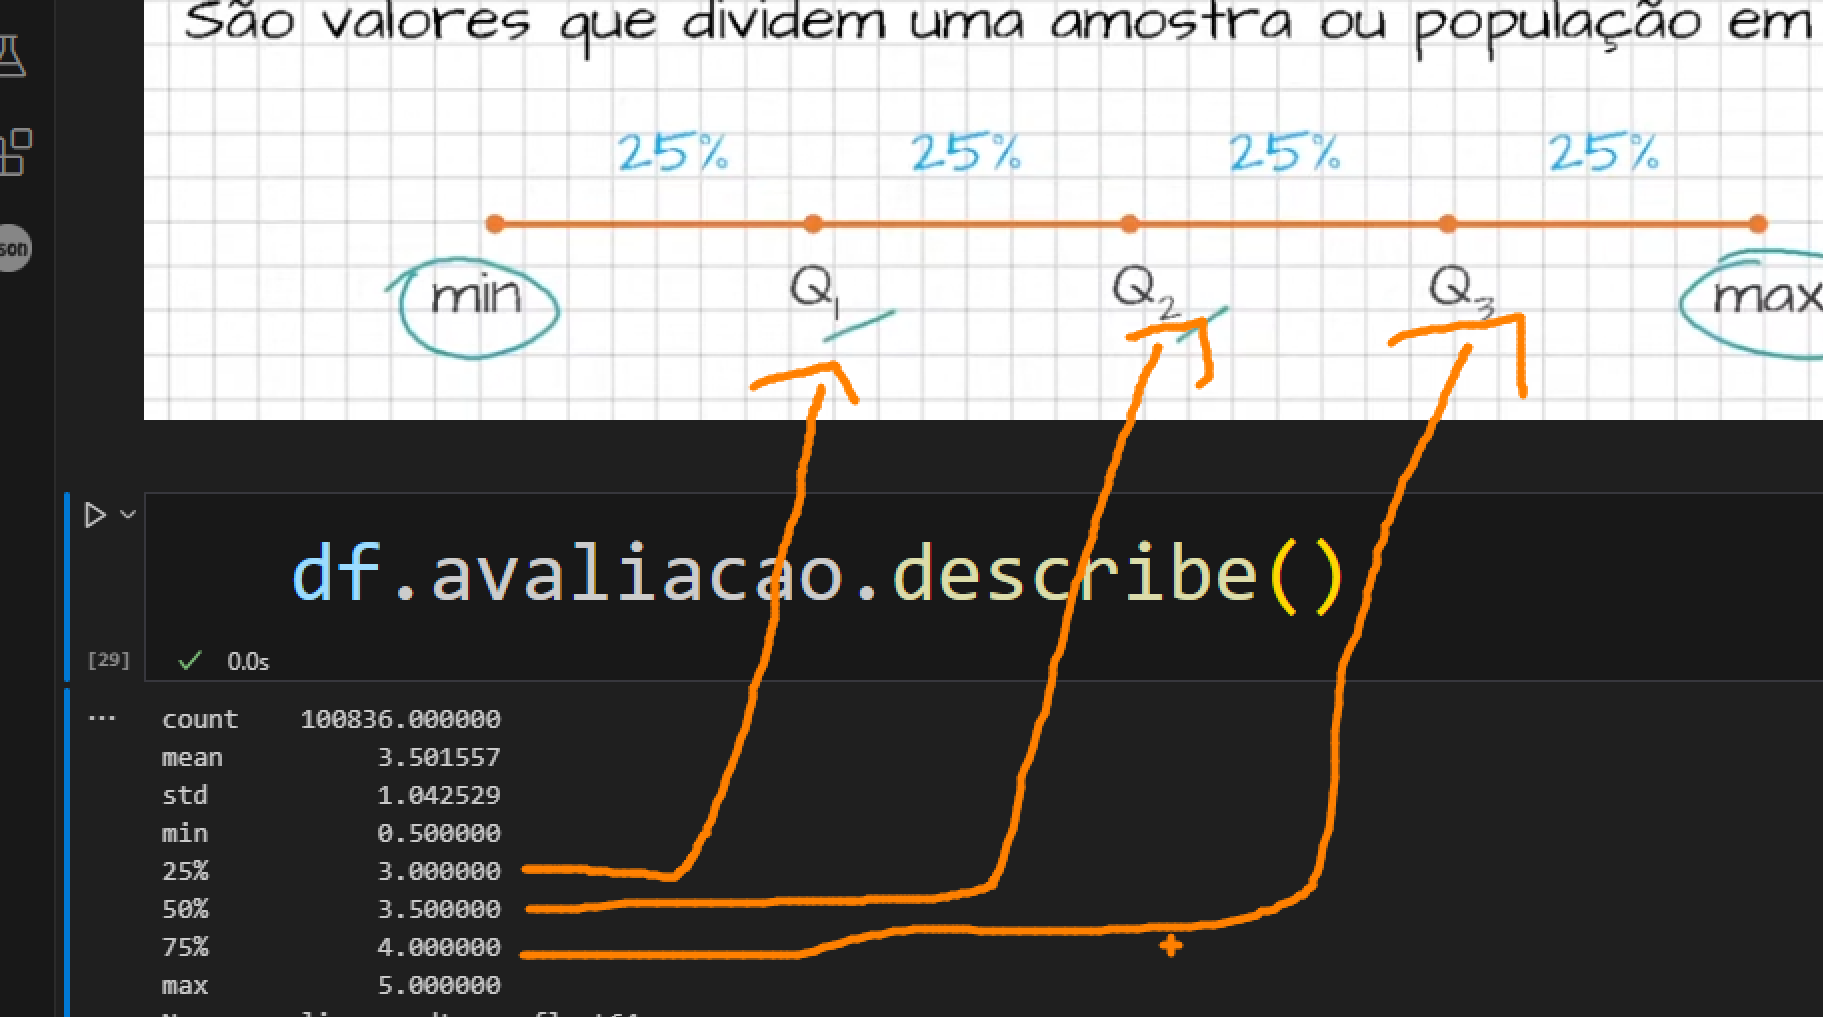 São valores que dividem uma amostra ou população em
25% 25% 25% 25%
min Q1 Q2 Q3 max
son
df.avaliacao.describe()
[29] 0.0s
... count 100836.000000
mean 3.501557
std 1.042529
min 0.500000
25% 3.000000
50% 3.500000
75% 4.000000
max 5.000000